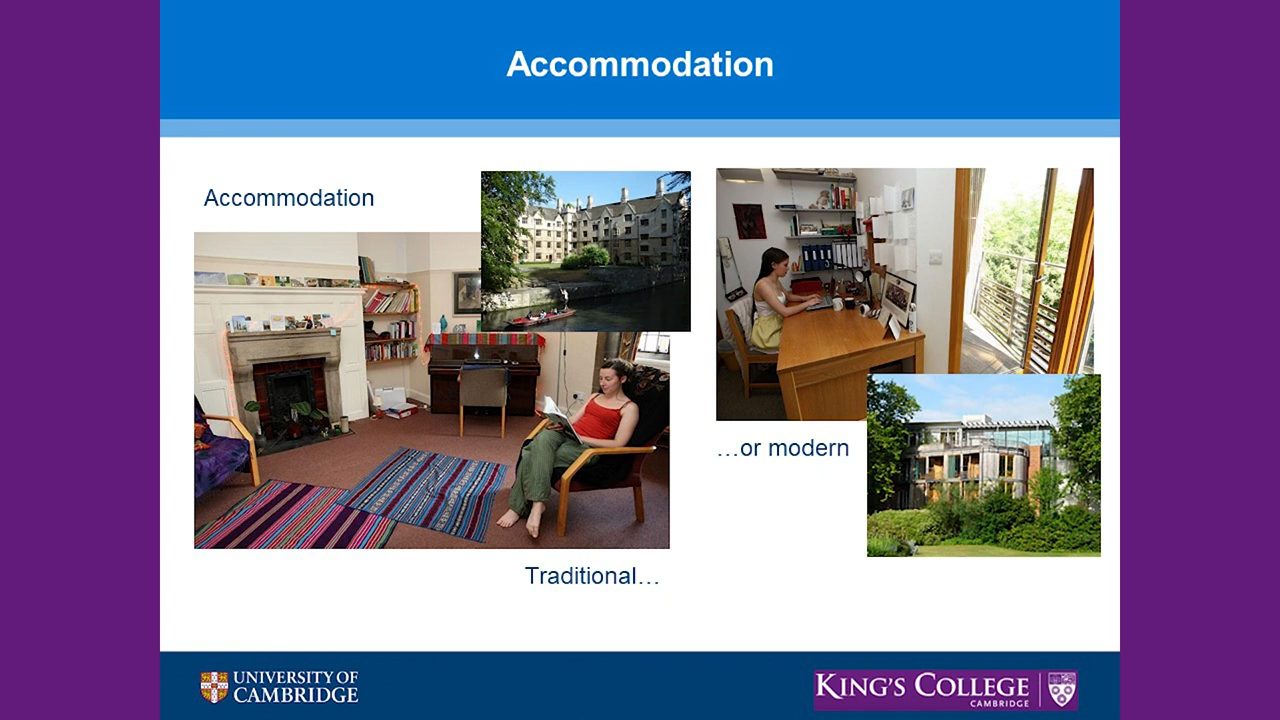 Accommodation
Accommodation
Traditional…
…or modern
UNIVERSITY OF
CAMBRIDGE
KING'S COLLEGE
CAMBRIDGE